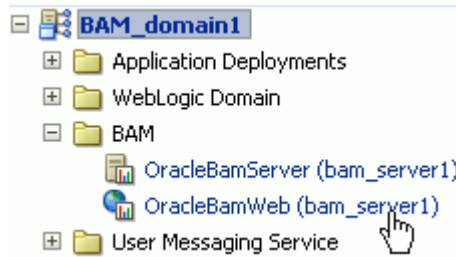 BAM_domain1
Application Deployments
WebLogic Domain
BAM
OracleBamServer (bam_server1)
OracleBamWeb (bam_server1)
User Messaging Service